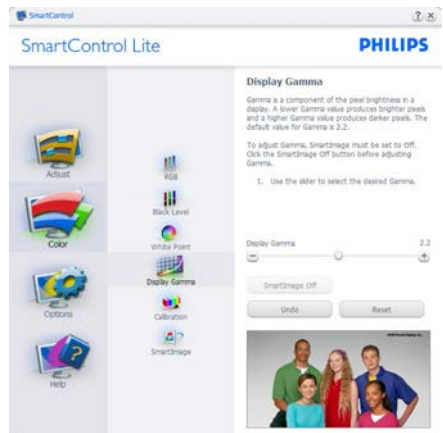 SmartControl
SmartControl Lite
PHILIPS
Adjust
Color
Options
Help
RGB
Black Level
White Point
Display Gamma
Calibration
SmartImage
Display Gamma
Gamma is a component of the pixel brightness in a
display. A lower Gamma value produces brighter pixels
and a higher Gamma value produces darker pixels. The
default value for Gamma is 2.2.
To adjust Gamma, SmartImage must be set to Off.
Click the SmartImage Off button before adjusting
Gamma.
1. Use the slider to select the desired Gamma.
Display Gamma 2.2
SmartImage Off
Undo Reset